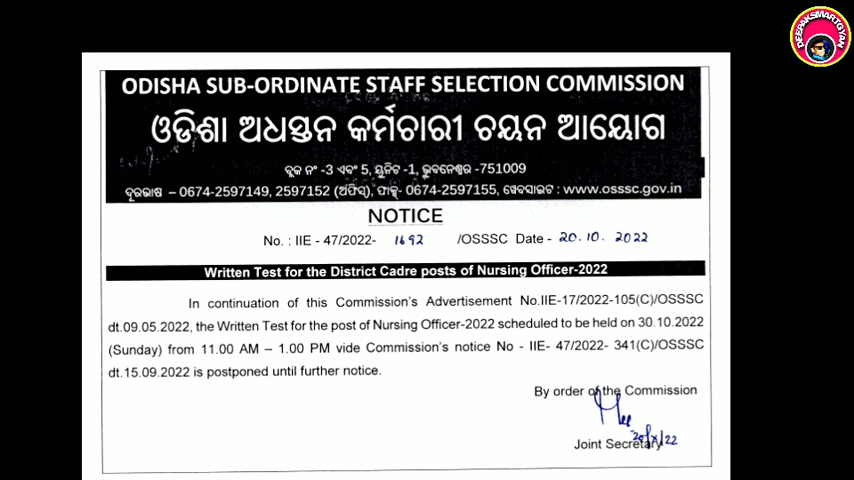 DEEPAKSMARTGYAN
ODISHA SUB-ORDINATE STAFF SELECTION COMMISSION
ଓଡିଶା ଅଧସ୍ତନ କର୍ମଚାରୀ ଚୟନ ଆୟୋଗ
ବ୍ଲକ ନଂ -3 ଏବଂ 5, ୟୁନିଟ -1, ଭୁବନେଶ୍ଵର -751009
ଦୂରଭାଷ – 0674-2597149, 2597152 (ଅଫିସ୍), ଫାକ୍ସ୍- 0674-2597155, ୱେବସାଇଟ : www.osssc.gov.in
NOTICE
No. : IIE - 47/2022- 1692 /OSSSC Date - 20.10. 2022
Written Test for the District Cadre posts of Nursing Officer-2022
In continuation of this Commission's Advertisement No.IIE-17/2022-105(C)/OSSSC
dt.09.05.2022, the Written Test for the post of Nursing Officer-2022 scheduled to be held on 30.10.2022
(Sunday) from 11.00 AM – 1.00 PM vide Commission's notice No - IIE- 47/2022- 341(C)/OSSSC
dt.15.09.2022 is postponed until further notice.
By order of the Commission
20/X/22
Joint Secretary